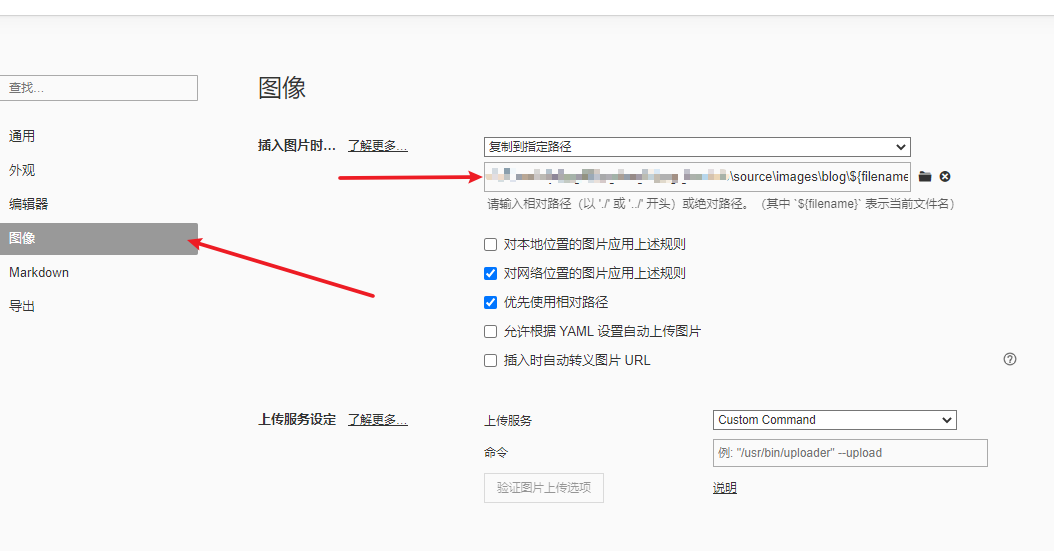 图像
查找...
通用
外观
编辑器
图像
Markdown
导出
插入图片时... 了解更多... 复制到指定路径
\source\images\blog\${filename
请输入相对路径（以 './' 或 '../' 开头）或绝对路径。（其中 `${filename}` 表示当前文件名）
对本地位置的图片应用上述规则
对网络位置的图片应用上述规则
优先使用相对路径
允许根据 YAML 设置自动上传图片
插入时自动转义图片 URL
上传服务设定 了解更多... 上传服务 Custom Command
命令 例: "/usr/bin/uploader" --upload
验证图片上传选项 说明